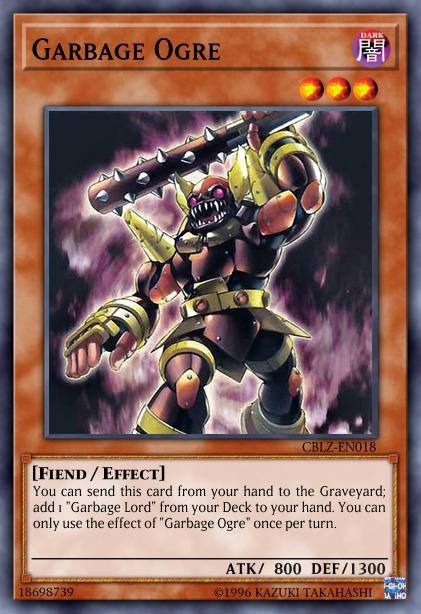 GARBAGE OGRE
DARK
闇
CBLZ-EN018
[FIEND / EFFECT]
You can send this card from your hand to the Graveyard;
add 1 "Garbage Lord" from your Deck to your hand. You can
only use the effect of "Garbage Ogre" once per turn.
ATK/ 800 DEF/1300
18698739
©1996 KAZUKI TAKAHASHI